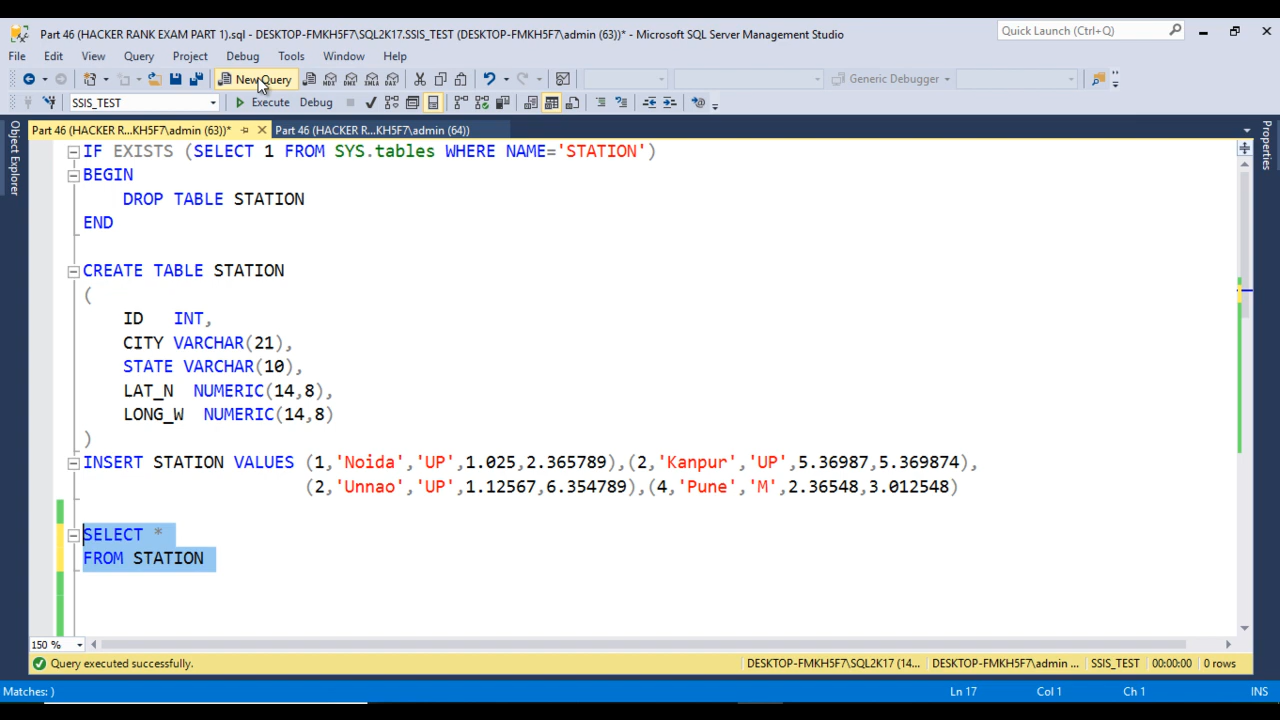 Part 46 (HACKER RANK EXAM PART 1).sql - DESKTOP-FMKH5F7\SQL2K17.SSIS_TEST (DESKTOP-FMKH5F7\admin (63))* - Microsoft SQL Server Management Studio
Quick Launch (Ctrl+Q)
File Edit View Query Project Debug Tools Window Help
New Query
Generic Debugger
SSIS_TEST
Execute Debug
Part 46 (HACKER R...KH5F7\admin (63))* Part 46 (HACKER R...KH5F7\admin (64))
Object Explorer
Properties
IF EXISTS (SELECT 1 FROM SYS.tables WHERE NAME='STATION')
BEGIN
DROP TABLE STATION
END
CREATE TABLE STATION
(
ID INT,
CITY VARCHAR(21),
STATE VARCHAR(10),
LAT_N NUMERIC(14,8),
LONG_W NUMERIC(14,8)
)
INSERT STATION VALUES (1,'Noida','UP',1.025,2.365789),(2,'Kanpur','UP',5.36987,5.369874),
(2,'Unnao','UP',1.12567,6.354789),(4,'Pune','M',2.36548,3.012548)
SELECT *
FROM STATION
150 %
Query executed successfully. DESKTOP-FMKH5F7\SQL2K17 (14... DESKTOP-FMKH5F7\admin ... SSIS_TEST 00:00:00 0 rows
Matches: ) Ln 17 Col 1 Ch 1 INS